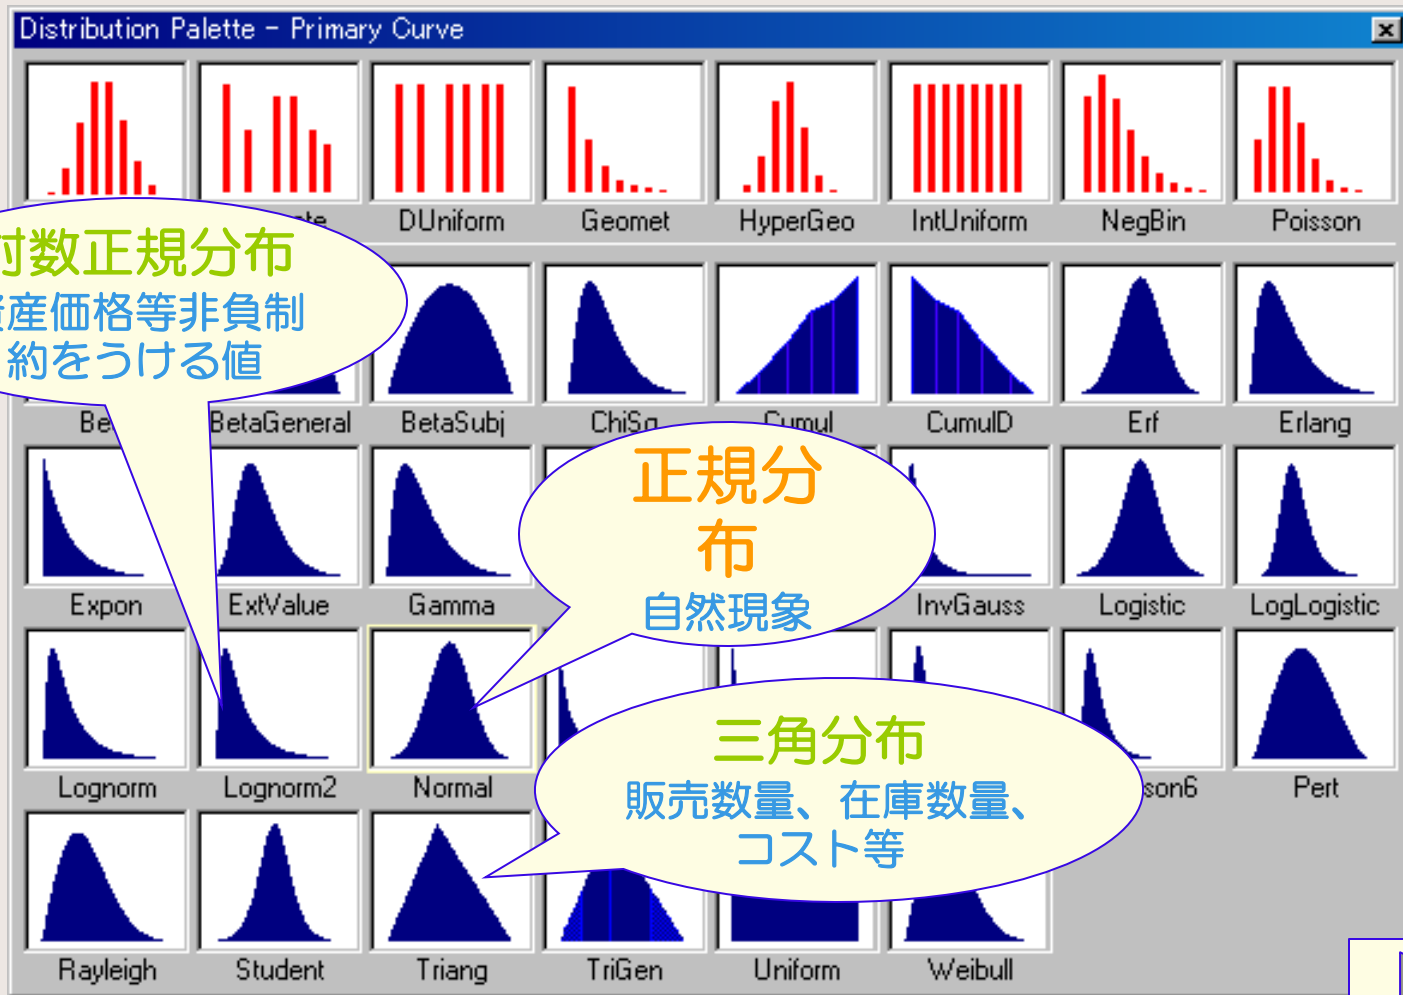 Distribution Palette - Primary Curve
DUniform Geomet HyperGeo IntUniform NegBin Poisson
数正規分布
産価格等非負制
約をうける値
BetaGeneral BetaSubj ChiSq Cumul CumulD Erf Erlang
正規分
布
自然現象
Expon ExtValue Gamma InvGauss Logistic LogLogistic
Lognorm Lognorm2 Normal son6 Pert
三角分布
販売数量、在庫数量、
コスト等
Rayleigh Student Triang TriGen Uniform Weibull